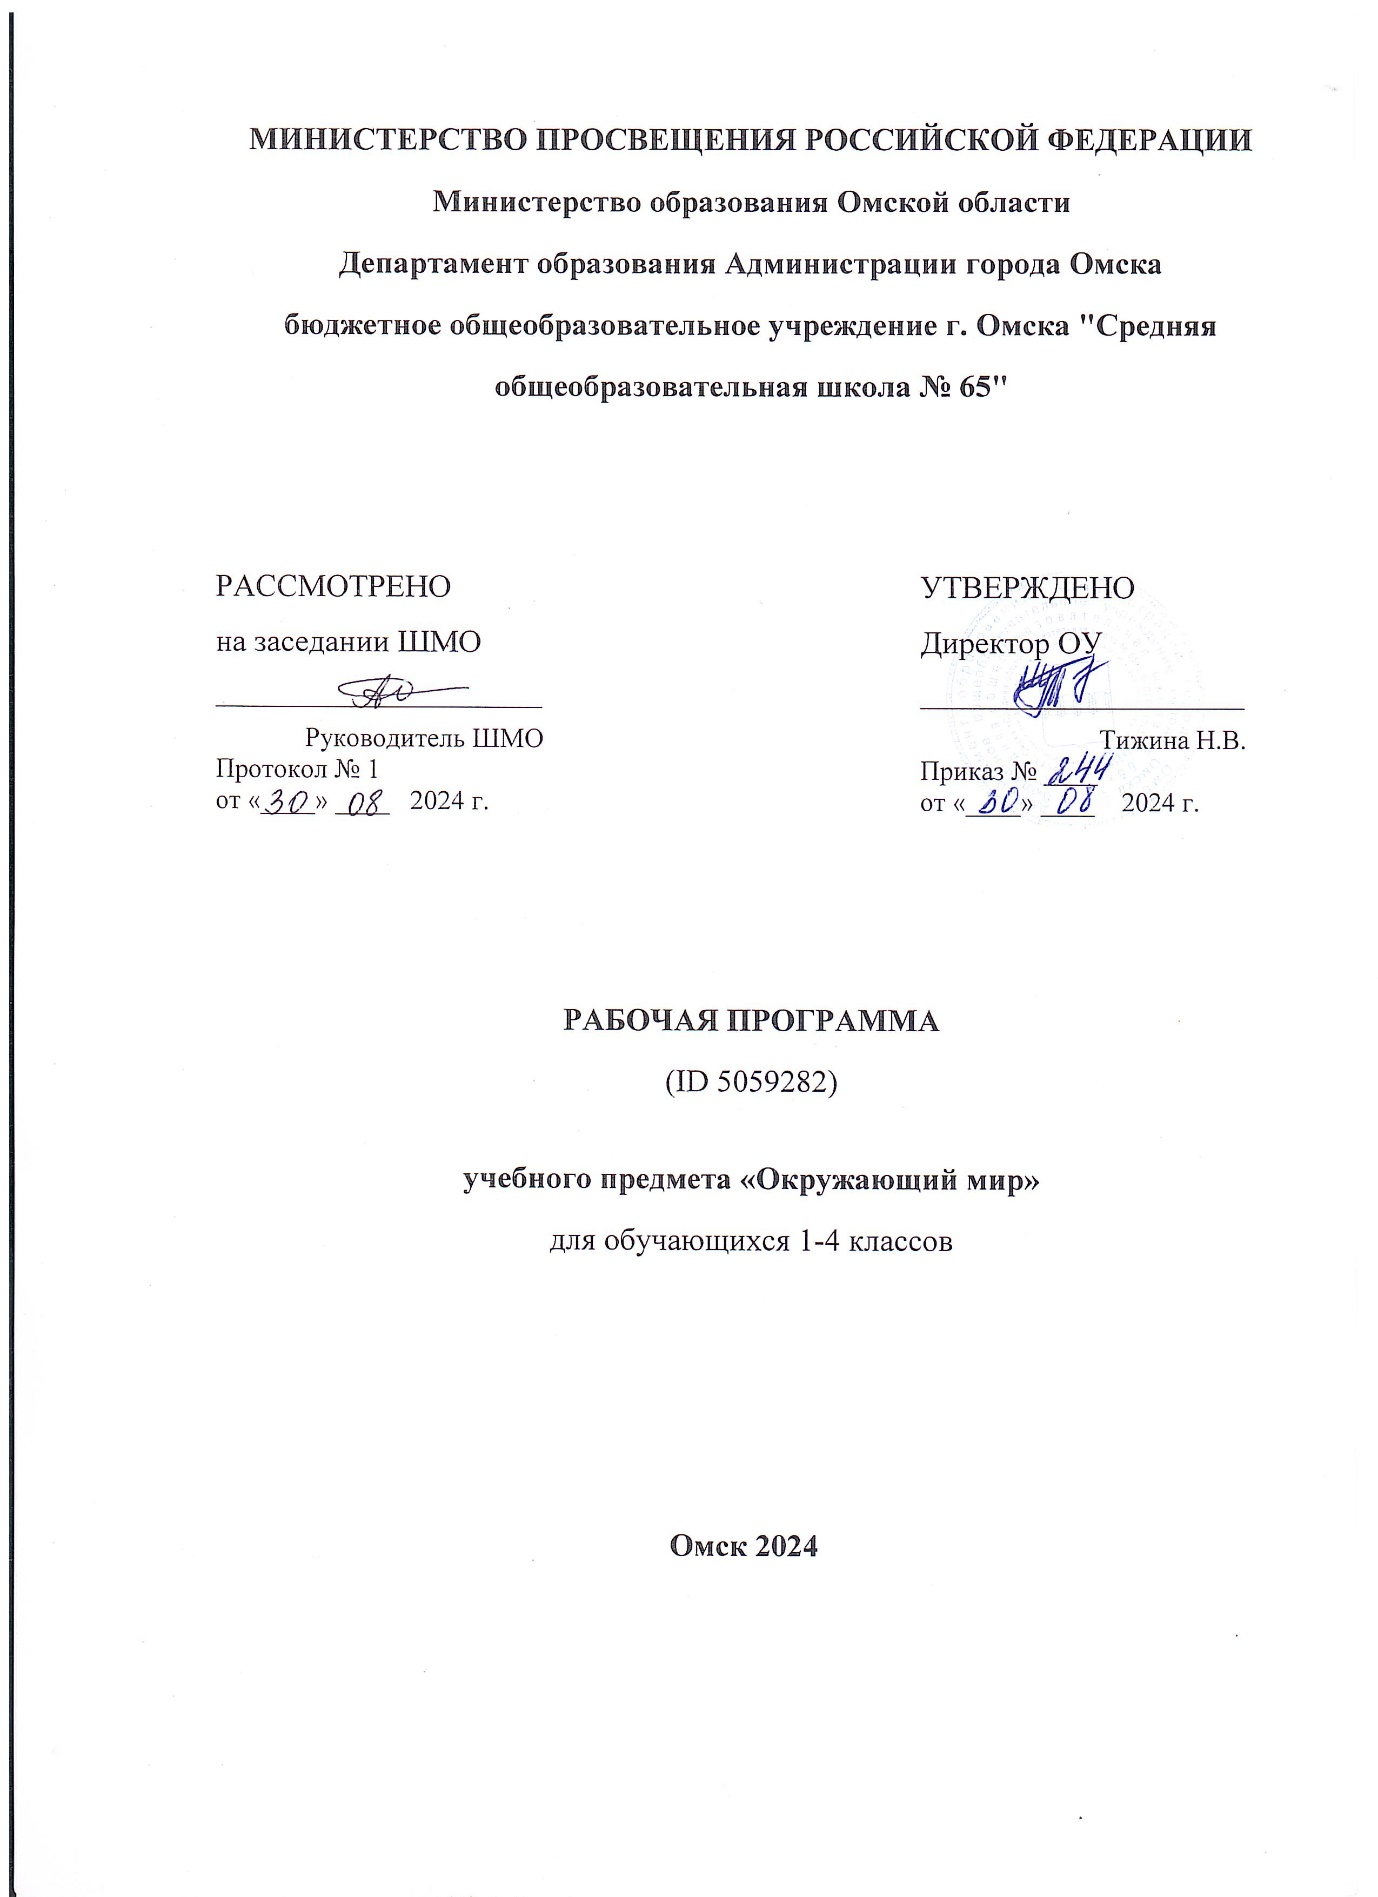 МИНИСТЕРСТВО ПРОСВЕЩЕНИЯ РОССИЙСКОЙ ФЕДЕРАЦИИ
Министерство образования Омской области
Департамент образования Администрации города Омска
бюджетное общеобразовательное учреждение г. Омска "Средняя
общеобразовательная школа № 65"
РАССМОТРЕНО
на заседании ШМО
Руководитель ШМО
Протокол № 1
от «30» 08 2024 г.
УТВЕРЖДЕНО
Директор ОУ
Тижина Н.В.
Приказ № 244
от «30» 08 2024 г.
РАБОЧАЯ ПРОГРАММА
(ID 5059282)
учебного предмета «Окружающий мир»
для обучающихся 1-4 классов
Омск 2024